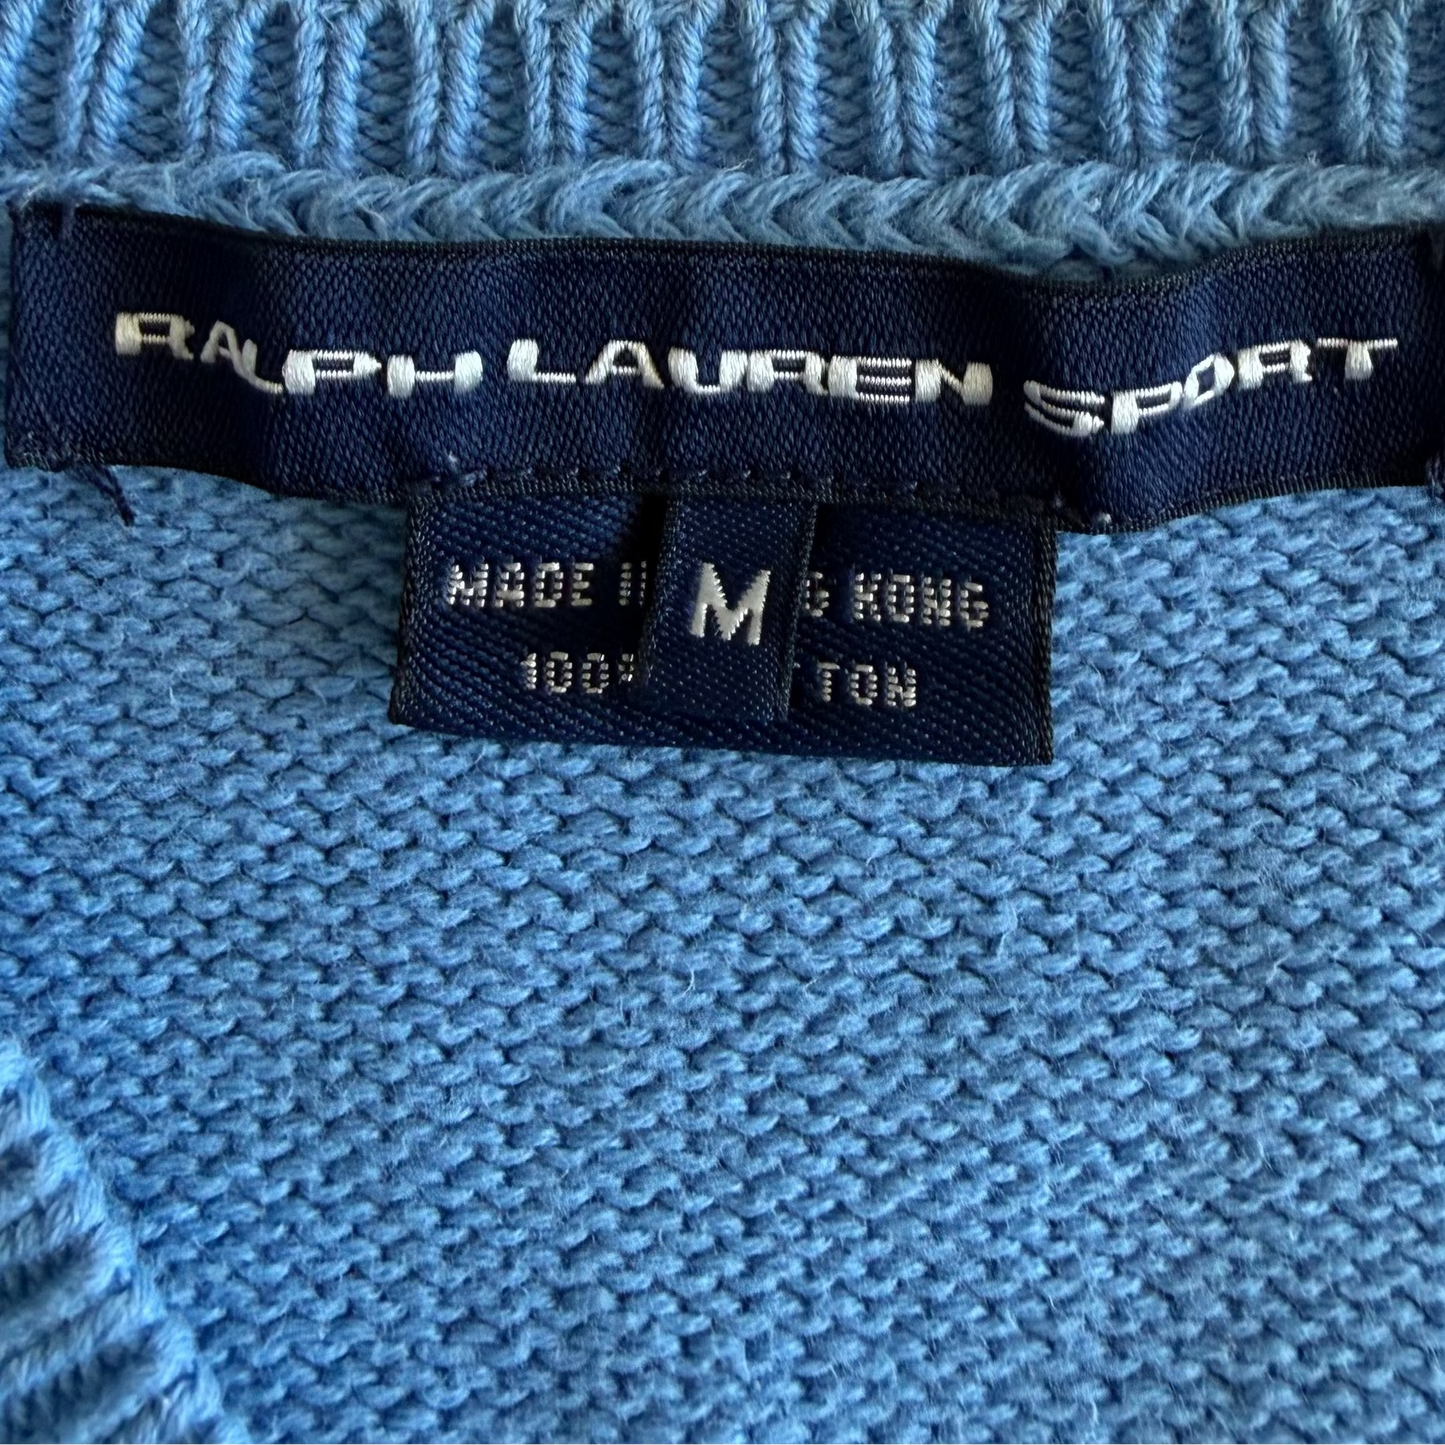 RALPH LAUREN SPORT
MADE I G KONG
M
100% TON